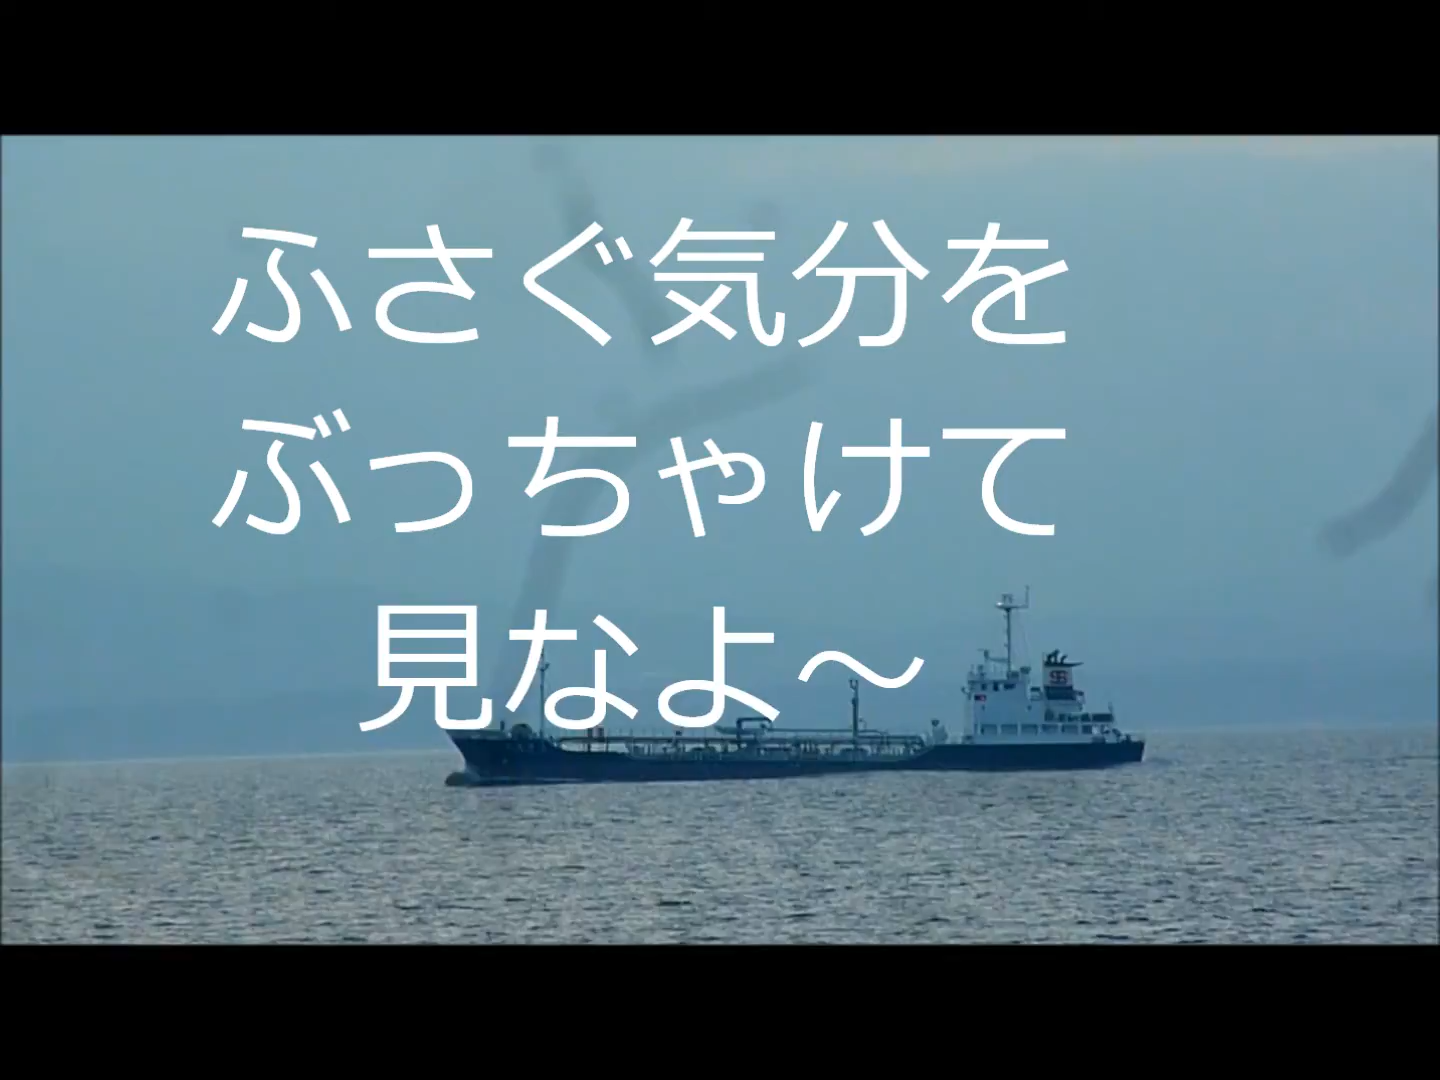 ふさぐ気分を
ぶっちゃけて
見なよ～